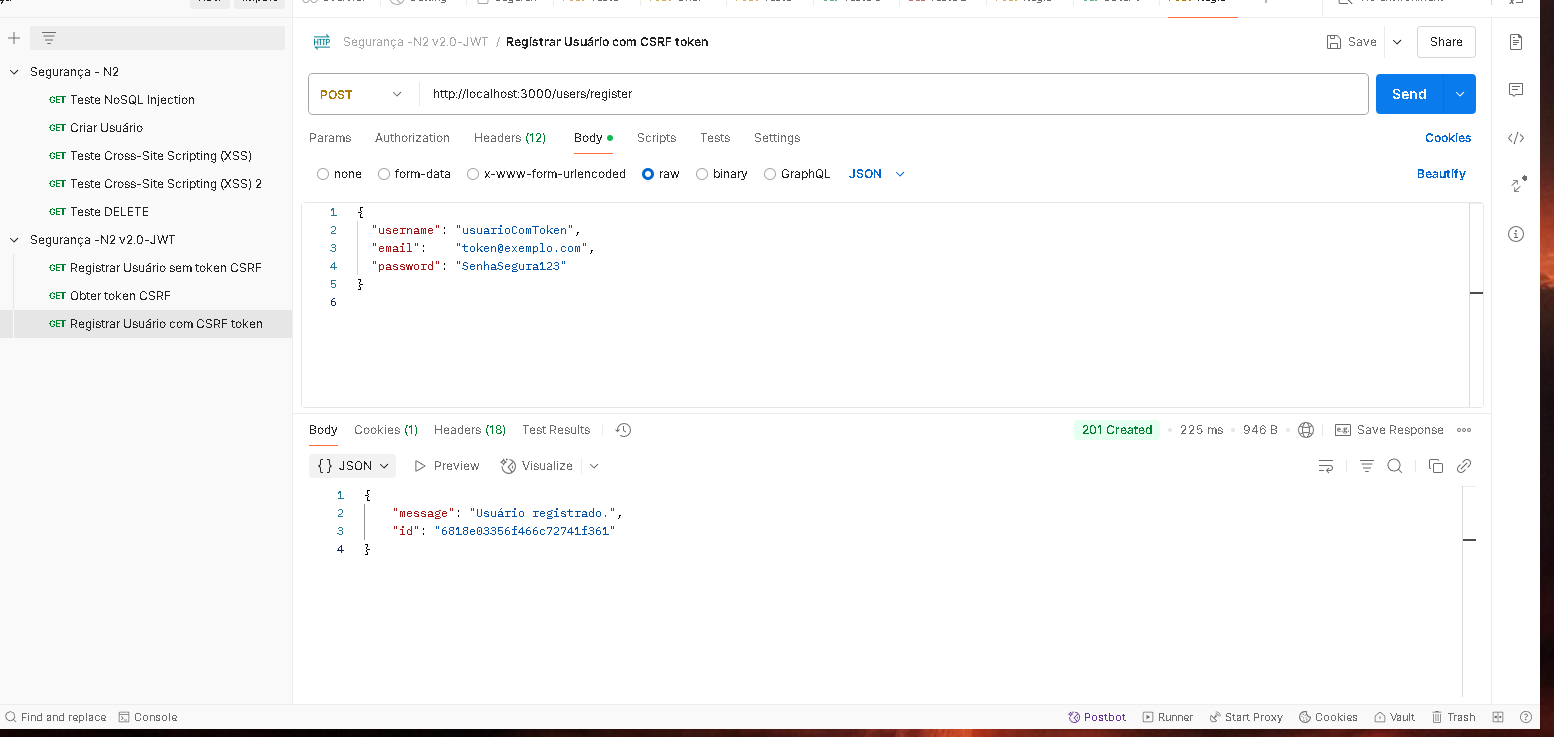 Segurança -N2 v2.0-JWT / Registrar Usuário com CSRF token
Save
Share
Segurança - N2
GET Teste NoSQL Injection
GET Criar Usuário
GET Teste Cross-Site Scripting (XSS)
GET Teste Cross-Site Scripting (XSS) 2
GET Teste DELETE
Segurança -N2 v2.0-JWT
GET Registrar Usuário sem token CSRF
GET Obter token CSRF
GET Registrar Usuário com CSRF token
HTTP
POST http://localhost:3000/users/register
Send
Params Authorization Headers (12) Body Scripts Tests Settings Cookies
none form-data x-www-form-urlencoded raw binary GraphQL JSON Beautify
1 {
2 "username": "usuarioComToken",
3 "email": "token@exemplo.com",
4 "password": "SenhaSegura123"
5 }
6
Body Cookies (1) Headers (18) Test Results 201 Created 225 ms 946 B e.g. Save Response
{} JSON Preview Visualize
1 {
2 "message": "Usuário registrado.",
3 "id": "6818e03356f466c72741f361"
4 }
Find and replace Console Postbot Runner Start Proxy Cookies Vault Trash